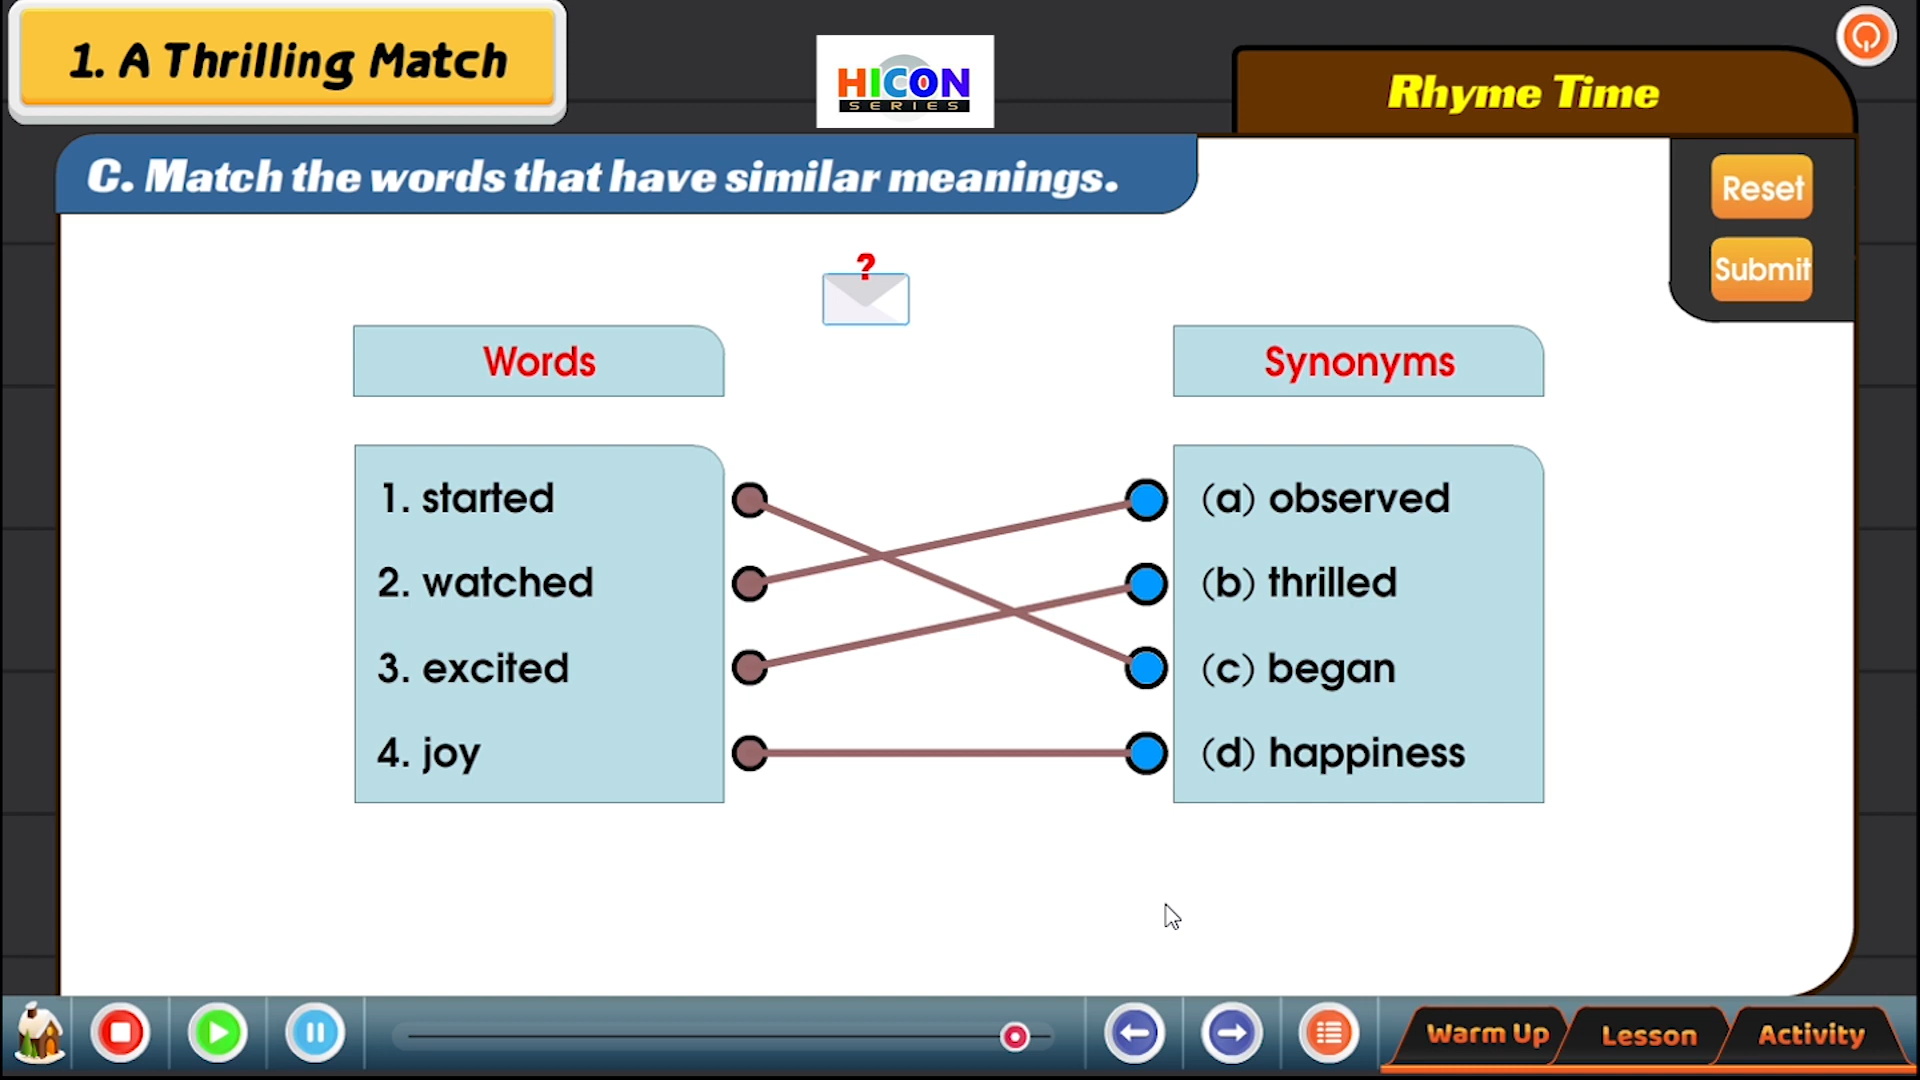 1. A Thrilling Match
HICON
SERIES
Rhyme Time
C. Match the words that have similar meanings.
Reset
Submit
?
Words
Synonyms
1. started
(a) observed
2. watched
(b) thrilled
3. excited
(c) began
4. joy
(d) happiness
Warm Up
Lesson
Activity